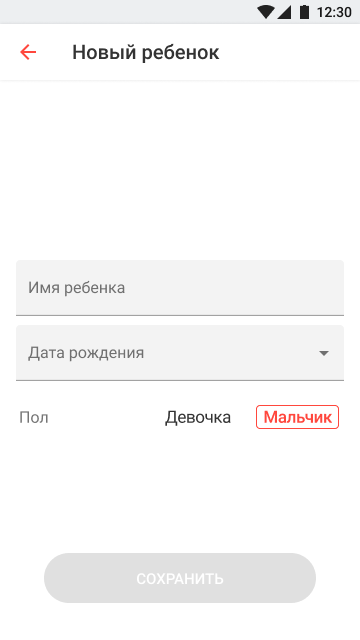 12:30
Новый ребенок
Имя ребенка
Дата рождения
Пол Девочка Мальчик
СОХРАНИТЬ